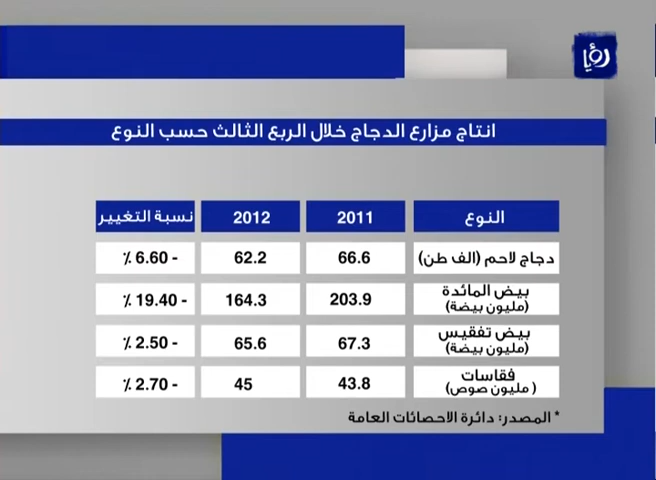 رؤيا
انتاج مزارع الدجاج خلال الربع الثالث حسب النوع
النوع 2011 2012 نسبة التغيير
دجاج لاحم (الف طن) 66.6 62.2 - 6.60 ٪
بيض المائدة 203.9 164.3 - 19.40 ٪
(مليون بيضة)
بيض تفقيس 67.3 65.6 - 2.50 ٪
(مليون بيضة)
فقاسات 43.8 45 - 2.70 ٪
( مليون صوص)
* المصدر: دائرة الاحصائات العامة